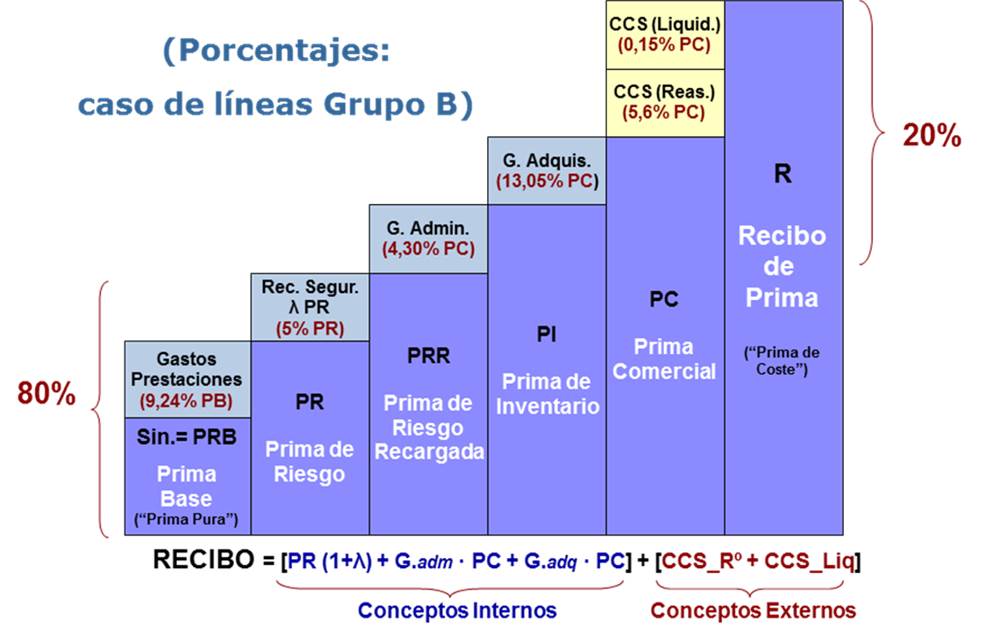 (Porcentajes:
caso de líneas Grupo B)
CCS (Liquid.)
(0,15% PC)
CCS (Reas.)
(5,6% PC)
20%
G. Adquis.
(13,05% PC)
R
Recibo
de
Prima
(“Prima de
Coste”)
G. Admin.
(4,30% PC)
Rec. Segur.
λ PR
(5% PR)
PC
Prima
Comercial
PI
Prima de
Inventario
PRR
Prima de
Riesgo
Recargada
Gastos
Prestaciones
(9,24% PB)
80%
PR
Prima de
Riesgo
Sin.= PRB
Prima
Base
(“Prima Pura”)
RECIBO = [PR (1+λ) + G.adm · PC + G.adq · PC] + [CCS_Rº + CCS_Liq]
Conceptos Internos
Conceptos Externos